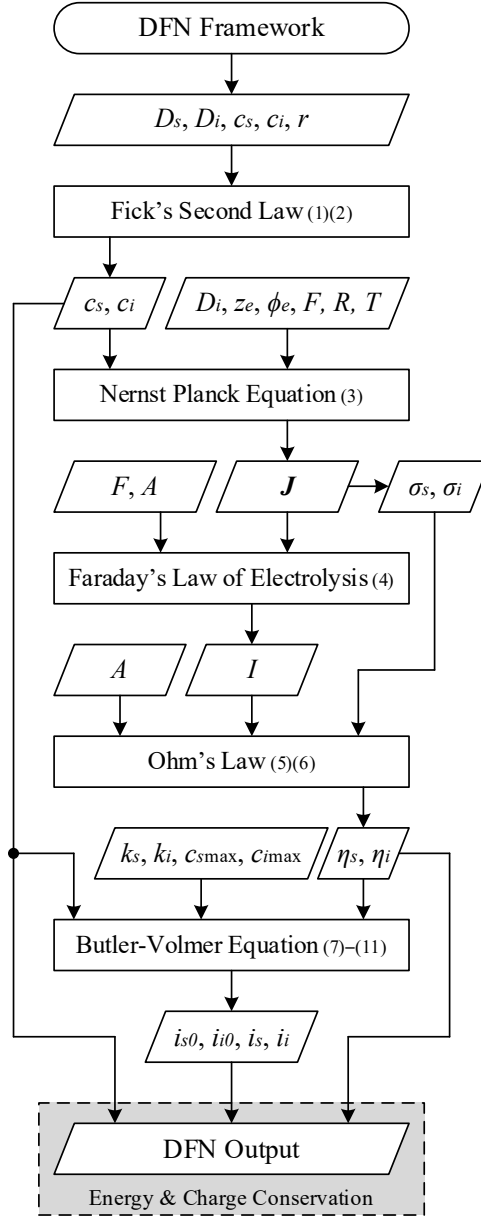 DFN Framework
Ds, Di, cs, ci, r
Fick's Second Law (1)(2)
cs, ci
Di, ze, ϕe, F, R, T
Nernst Planck Equation (3)
F, A
J
σs, σi
Faraday's Law of Electrolysis (4)
A
I
Ohm's Law (5)(6)
ks, ki, csmax, cimax
ηs, ηi
Butler-Volmer Equation (7)–(11)
is0, ii0, is, ii
DFN Output
Energy & Charge Conservation